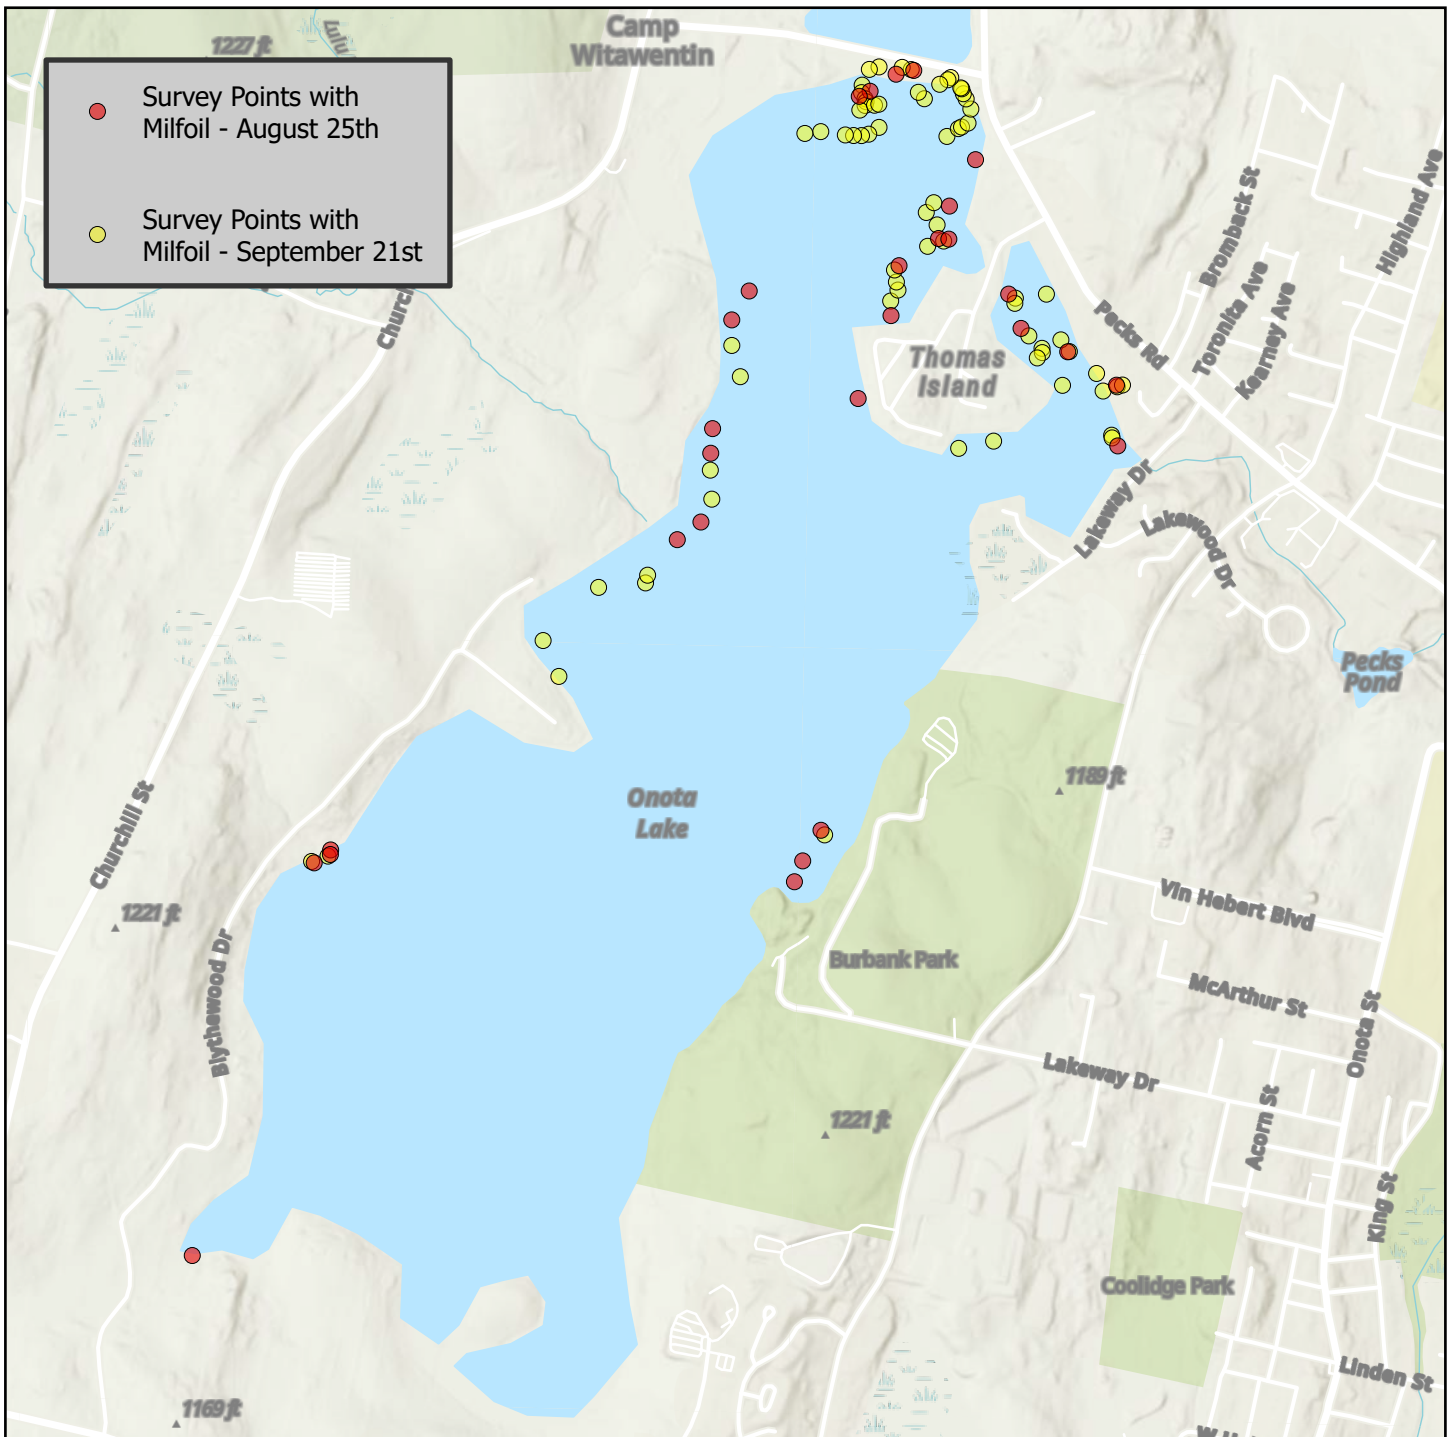 Camp
Witawentin
1227 ft
Lulu
Survey Points with
Milfoil - August 25th
Survey Points with
Milfoil - September 21st
Highland Ave
Bromback St
Toronita Ave
Kearney Ave
Pecks Rd
Thomas
Island
Lakeway Dr
Lakewood Dr
Pecks
Pond
1189 ft
Onota
Lake
Churchill St
1221 ft
Vin Hebert Blvd
Burbank Park
McArthur St
Blythewood Dr
Onota St
Lakeway Dr
1221 ft
Acorn St
King St
Coolidge Park
Linden St
1169 ft